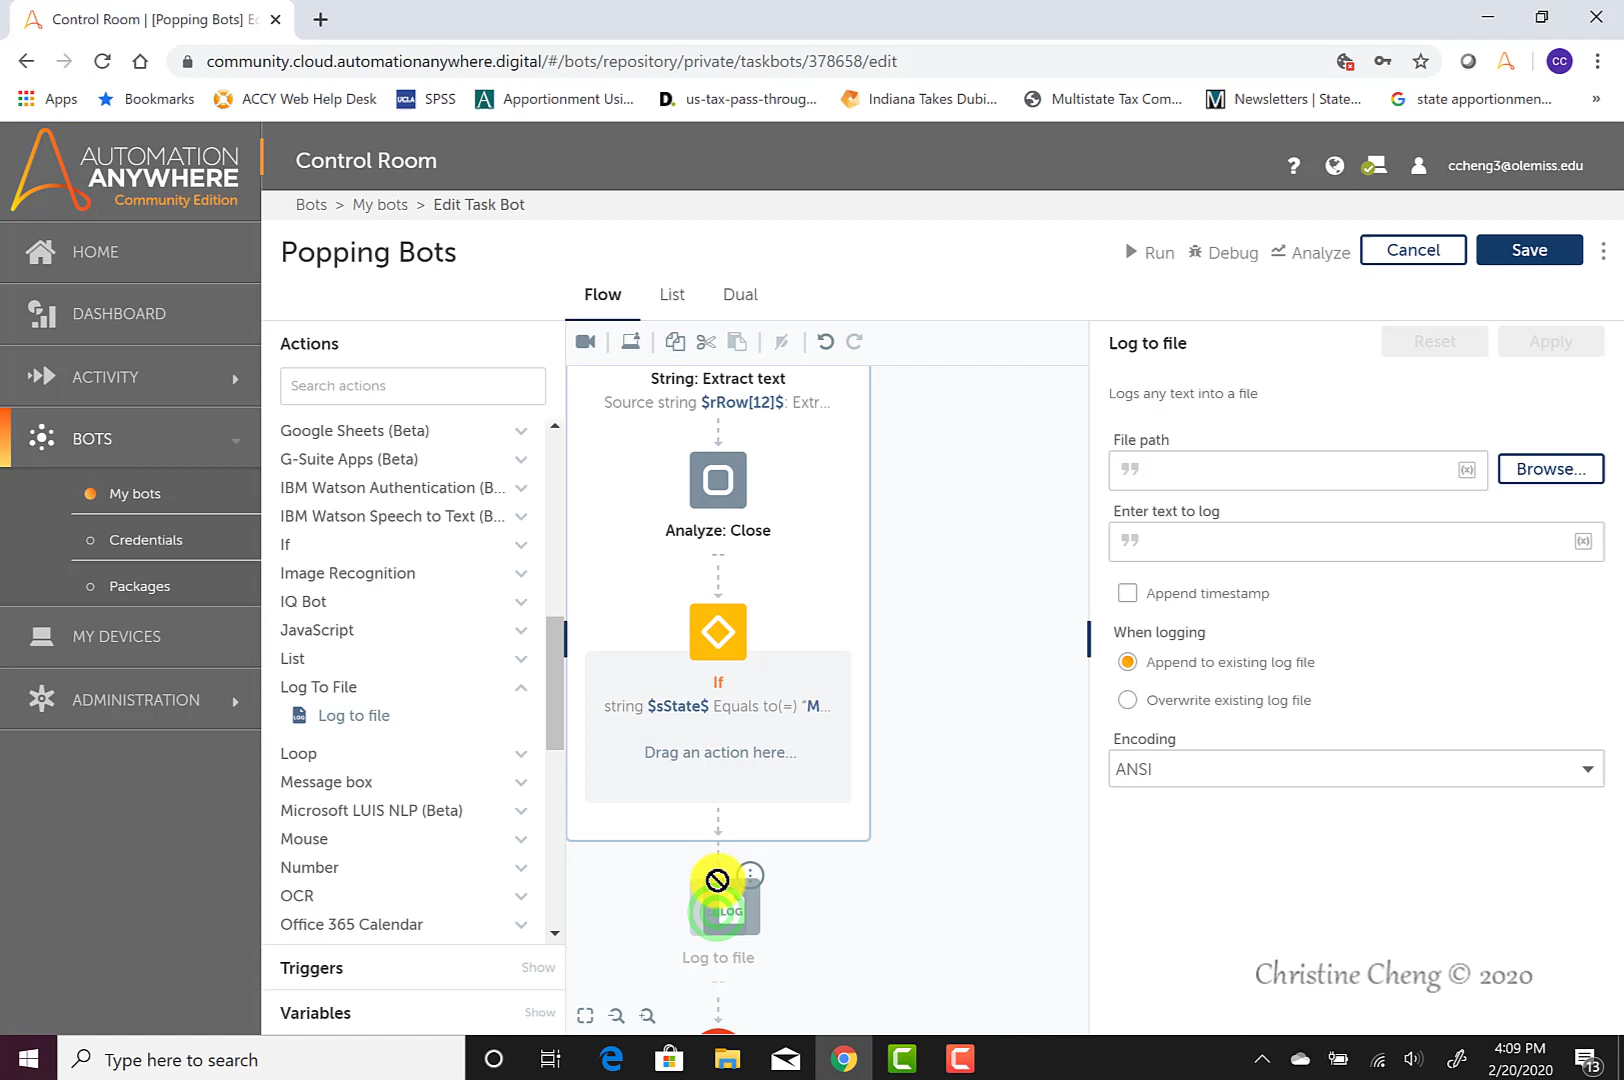 Control Room | [Popping Bots] Ed
community.cloud.automationanywhere.digital/#/bots/repository/private/taskbots/378658/edit
CC
Apps
Bookmarks
ACCY Web Help Desk
UCLA SPSS
A Apportionment Usi...
D. us-tax-pass-throug...
Indiana Takes Dubi...
Multistate Tax Com...
Newsletters | State...
G state apportionmen...
»
AUTOMATION
ANYWHERE
Community Edition
Control Room
? ccheng3@olemiss.edu
Bots > My bots > Edit Task Bot
Popping Bots
Run
Debug
Analyze
Cancel
Save
Flow
List
Dual
HOME
DASHBOARD
ACTIVITY
BOTS
My bots
Credentials
Packages
MY DEVICES
ADMINISTRATION
Actions
Search actions
Google Sheets (Beta)
G-Suite Apps (Beta)
IBM Watson Authentication (B...
IBM Watson Speech to Text (B...
If
Image Recognition
IQ Bot
JavaScript
List
Log To File
LOG Log to file
Loop
Message box
Microsoft LUIS NLP (Beta)
Mouse
Number
OCR
Office 365 Calendar
Triggers
Show
Variables
Show
String: Extract text
Source string $rRow[12]$: Extr...
Analyze: Close
--
If
string $sState$ Equals to(=) “M...
Drag an action here...
LOG
Log to file
--
Log to file
Reset
Apply
Logs any text into a file
File path
(x)
Browse...
Enter text to log
(x)
Append timestamp
When logging
Append to existing log file
Overwrite existing log file
Encoding
ANSI
Christine Cheng © 2020
Type here to search
4:09 PM
2/20/2020
13